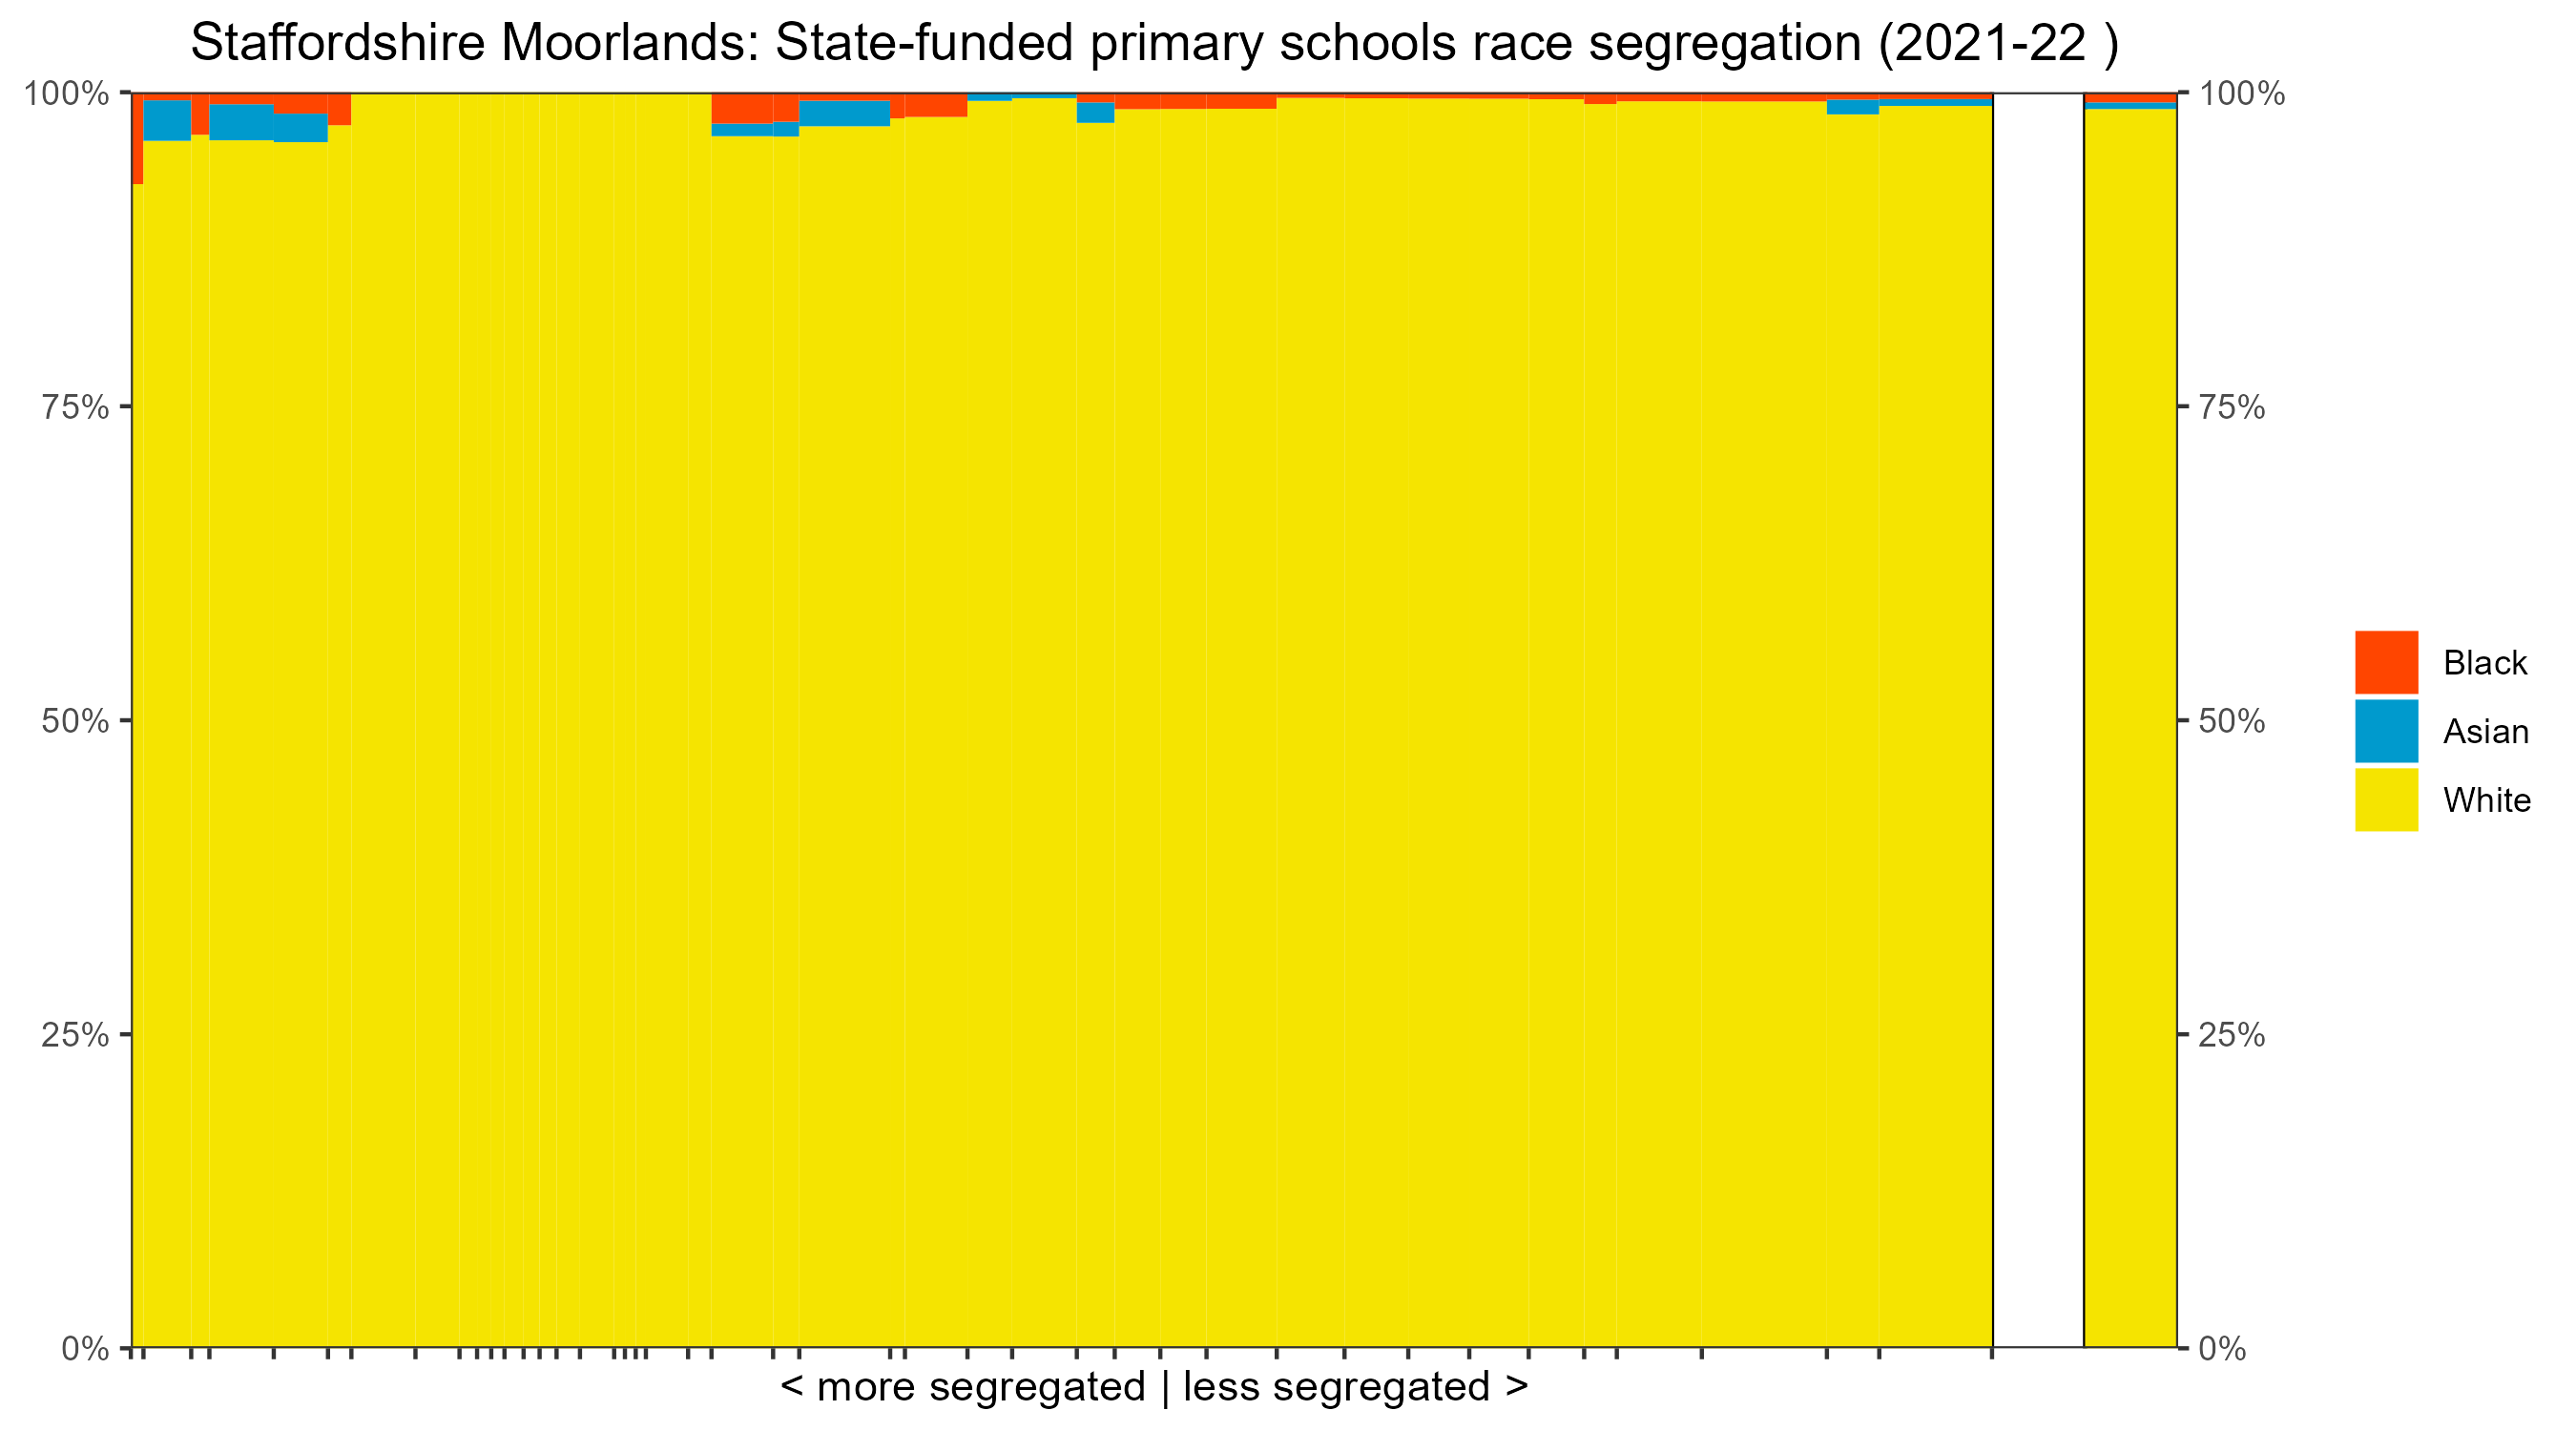 Staffordshire Moorlands: State-funded primary schools race segregation (2021-22 )
100%
75%
50%
25%
0%
100%
75%
50%
25%
0%
Black
Asian
White
< more segregated | less segregated >